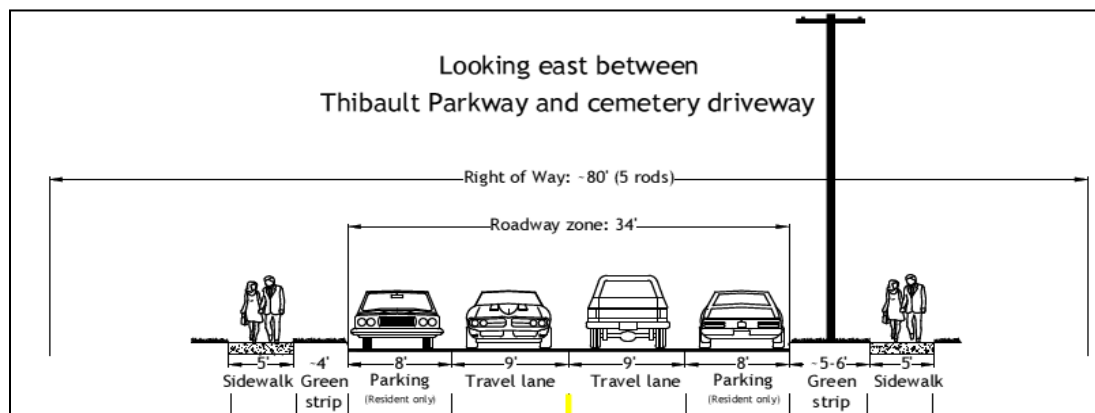 Looking east between
Thibault Parkway and cemetery driveway
Right of Way: ~80' (5 rods)
Roadway zone: 34'
5' ~4' 8' 9' 9' 8' ~5-6' 5'
Sidewalk Green Parking Travel lane Travel lane Parking Green Sidewalk
strip (Resident only) (Resident only) strip